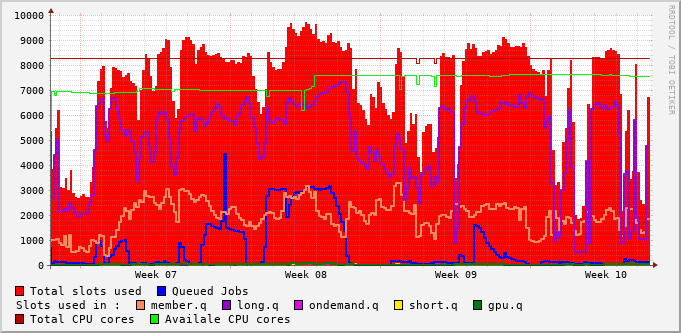 10000
9000
8000
7000
6000
5000
4000
3000
2000
1000
0
Week 07 Week 08 Week 09 Week 10
RRDTOOL / TOBI OETIKER
Total slots used Queued Jobs
Slots used in : member.q long.q ondemand.q short.q gpu.q
Total CPU cores Availale CPU cores